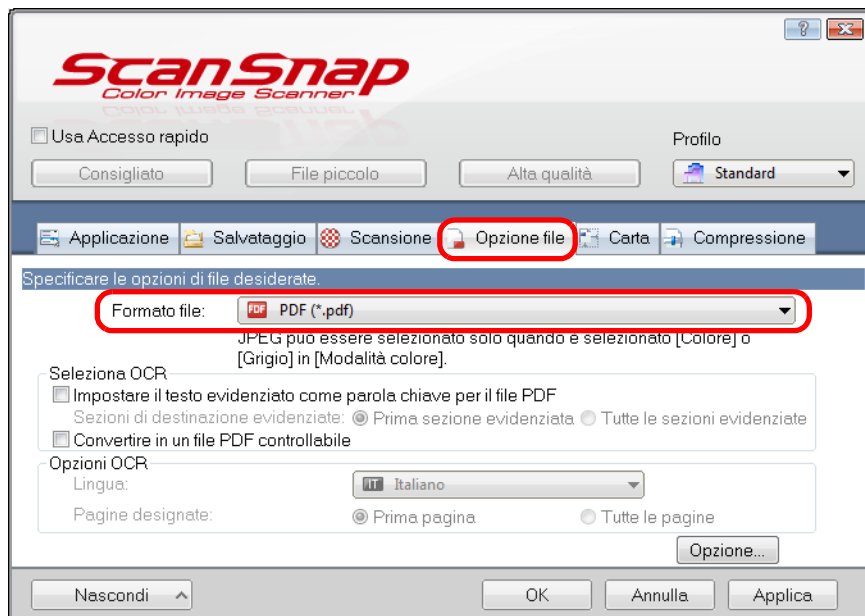 ScanSnap
Color Image Scanner
Usa Accesso rapido
Profilo
Consigliato File piccolo Alta qualità Standard
Applicazione Salvataggio Scansione Opzione file Carta Compressione
Specificare le opzioni di file desiderate.
Formato file: PDF PDF (*.pdf)
JPEG può essere selezionato solo quando è selezionato [Colore] o
[Grigio] in [Modalità colore].
Seleziona OCR
Impostare il testo evidenziato come parola chiave per il file PDF
Sezioni di destinazione evidenziate: Prima sezione evidenziata Tutte le sezioni evidenziate
Convertire in un file PDF controllabile
Opzioni OCR
Lingua: IT Italiano
Pagine designate: Prima pagina Tutte le pagine
Opzione...
Nascondi OK Annulla Applica